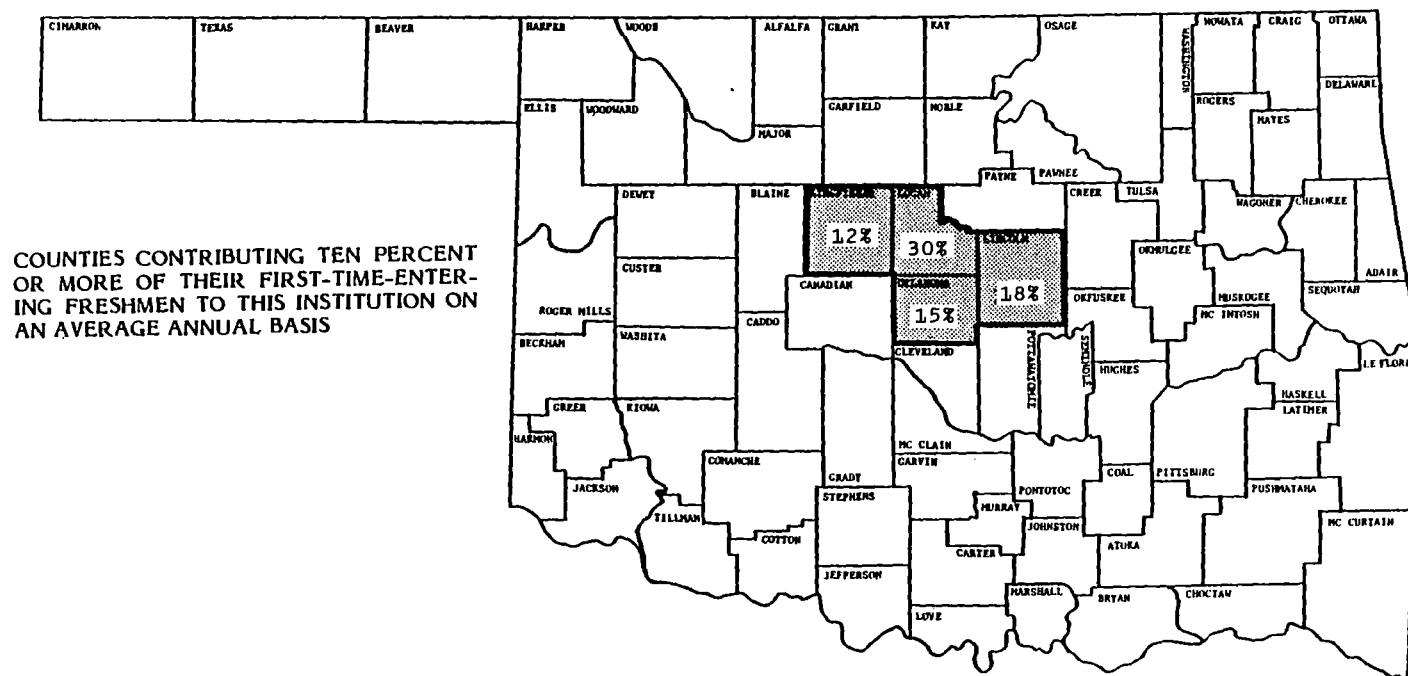 CIMARRON TEXAS BEAVER HARPER WOODS ALFALFA GRANT KAY OSAGE WASHINGTON NOWATA CRAIG OTTAWA
ELLIS WOODWARD GARFIELD NOBLE ROGERS DELAWARE
MAJOR MAYES
PAYNE PAWNEE
DEWEY BLAINE KINGFISHER LOGAN CREEK TULSA WAGONER CHEROKEE
12% 30% LINCOLN
COUNTIES CONTRIBUTING TEN PERCENT
OR MORE OF THEIR FIRST-TIME-ENTER-
ING FRESHMEN TO THIS INSTITUTION ON
AN AVERAGE ANNUAL BASIS
OKMULGEE
CUSTER ADAIR
CANADIAN OKLAHOMA 18% OKFUSKEE MUSKOGEE SEQUOYAH
ROGER MILLS CADDO 15% MC INTOSH
BECKHAM WASHITA CLEVELAND POTTAWATOMIE SEMINOLE HUGHES LE FLORE
HASKELL
GREER KIOWA LATIMER
HARMON MC CLAIN
COMANCHE GARVIN COAL PITTSBURG
JACKSON GRADY PONTOTOC PUSHMATAHA
STEPHENS MURRAY
TILLMAN JOHNSTON MC CURTAIN
COTTON CARTER ATOKA
JEFFERSON
MARSHALL BRYAN CHOCTAW
LOVE